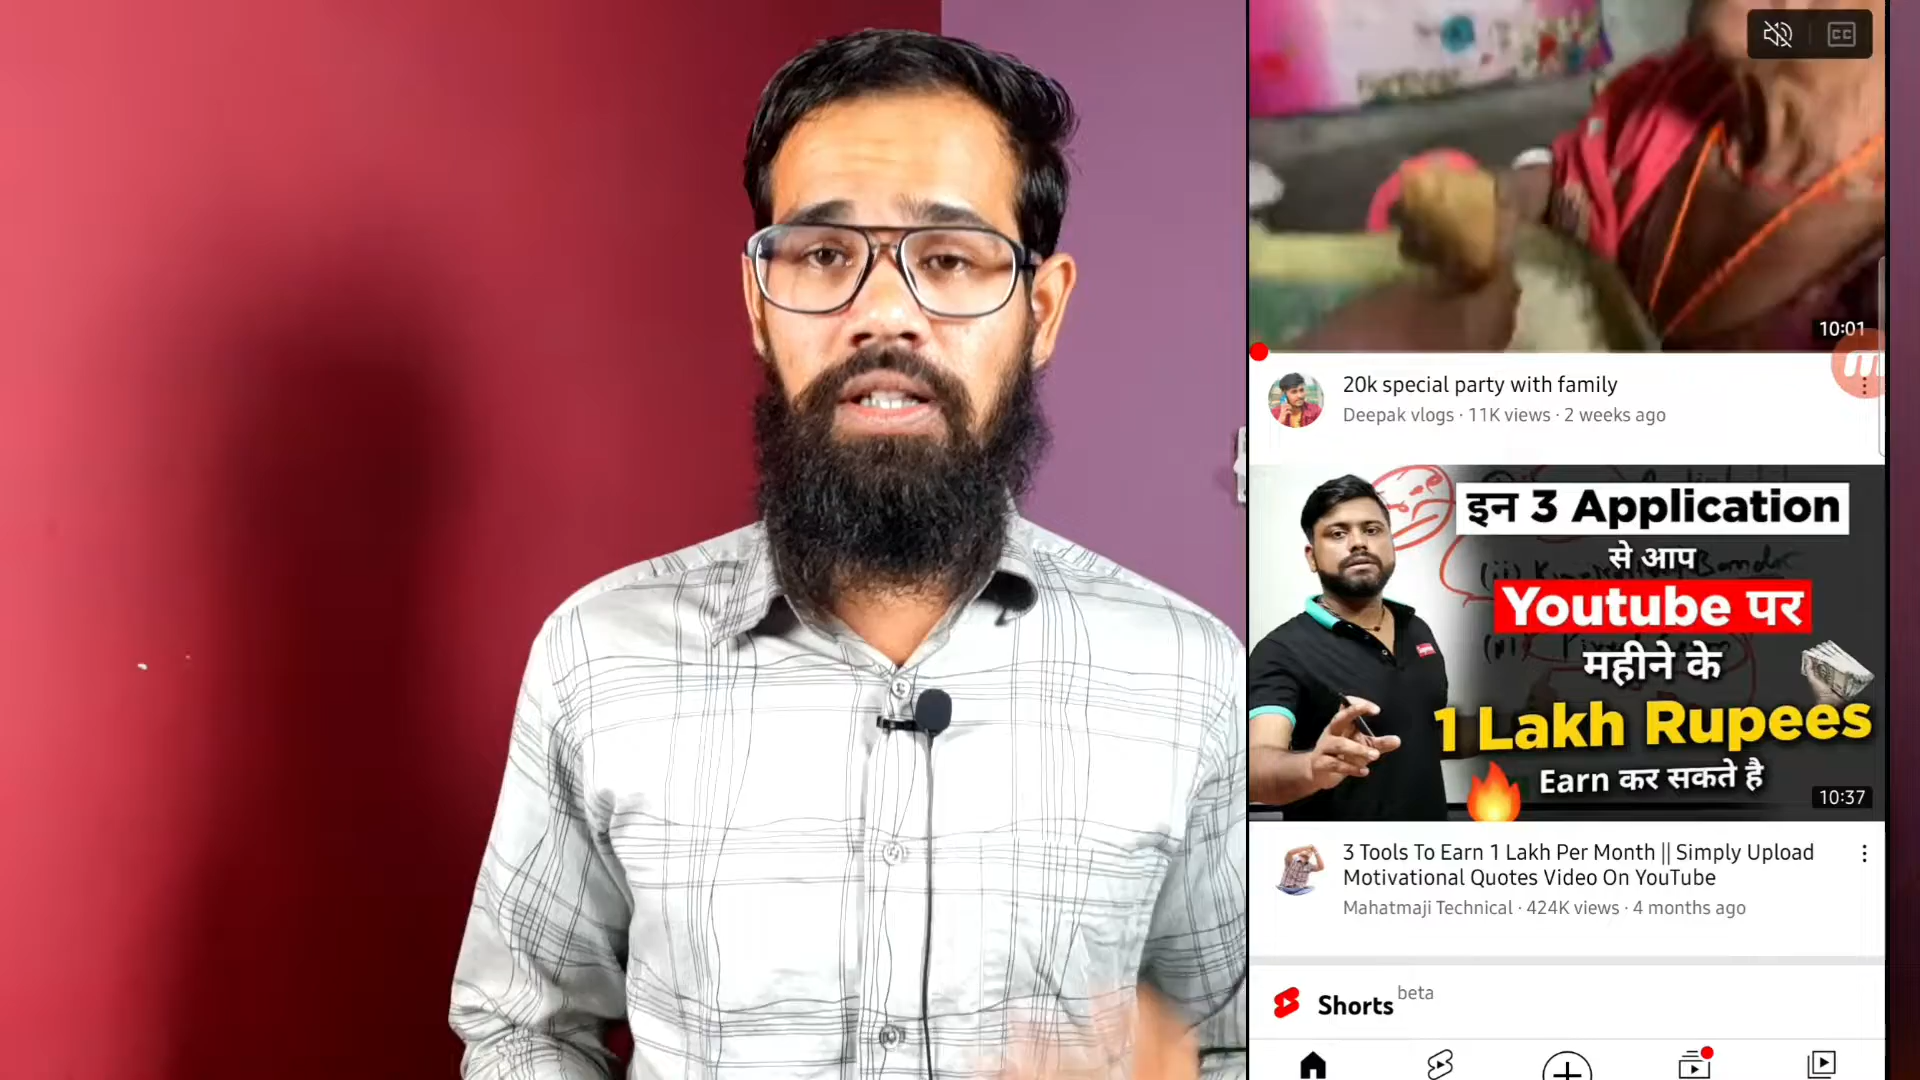 10:01
20k special party with family
Deepak vlogs · 11K views · 2 weeks ago
इन 3 Application
से आप
Youtube पर
महीने के
1 Lakh Rupees
Earn कर सकते है
10:37
3 Tools To Earn 1 Lakh Per Month || Simply Upload
Motivational Quotes Video On YouTube
Mahatmaji Technical · 424K views · 4 months ago
Shorts beta